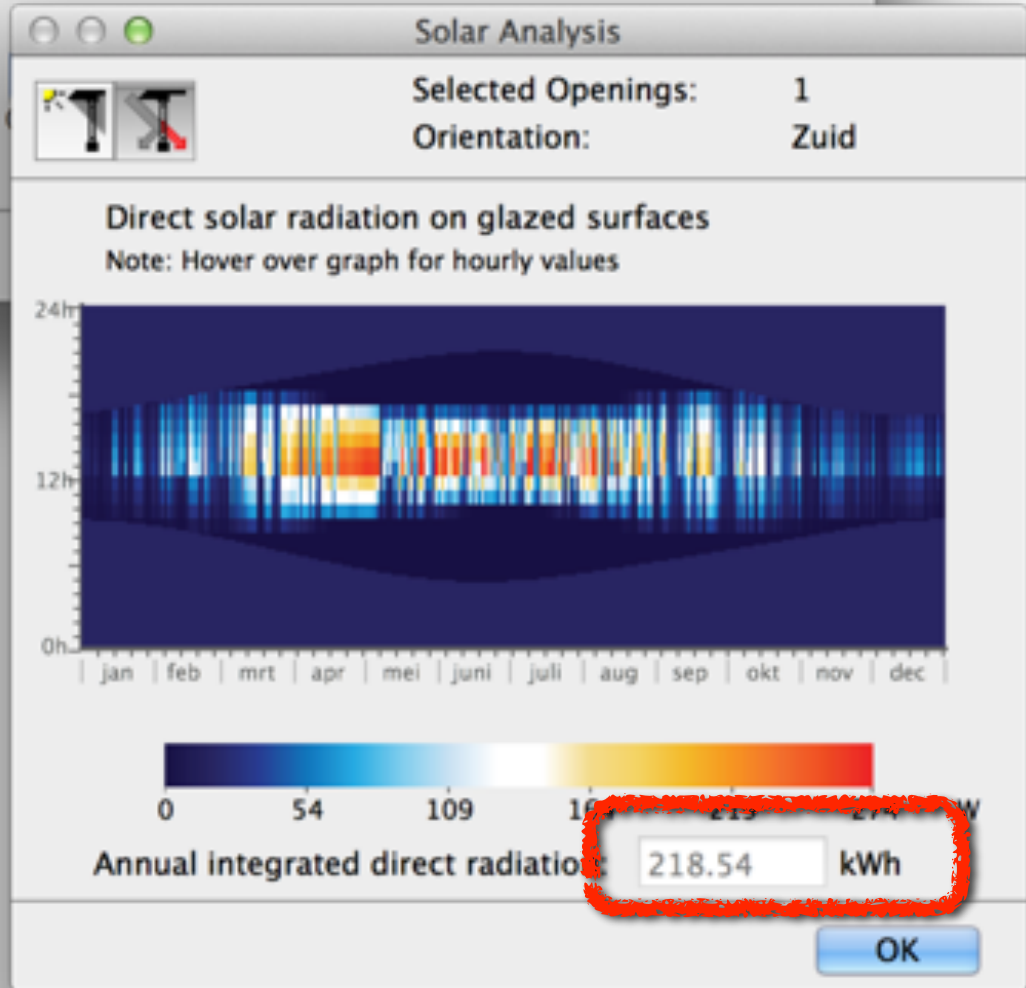 Solar Analysis
Selected Openings: 1
Orientation: Zuid
Direct solar radiation on glazed surfaces
Note: Hover over graph for hourly values
24h
12h
0h
jan feb mrt apr mei juni juli aug sep okt nov dec
0 54 109 W
Annual integrated direct radiation: 218.54 kWh
OK